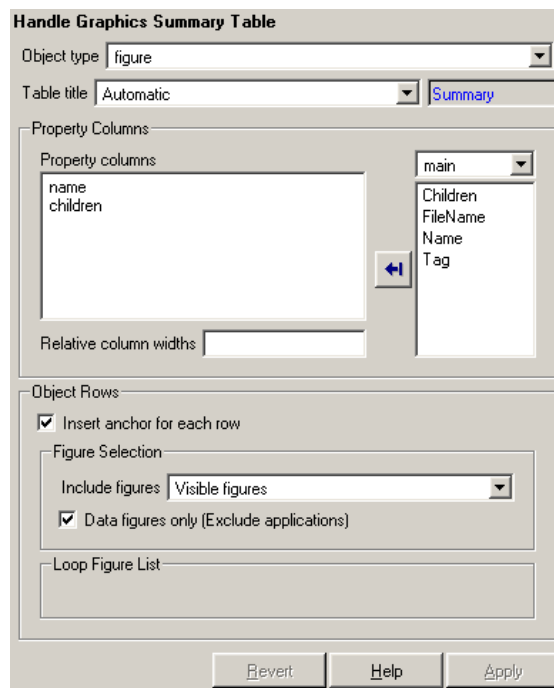 Handle Graphics Summary Table
Object type figure
Table title Automatic Summary
Property Columns
Property columns
name
children
Relative column widths
main
Children
FileName
Name
Tag
Object Rows
Insert anchor for each row
Figure Selection
Include figures Visible figures
Data figures only (Exclude applications)
Loop Figure List
Revert Help Apply